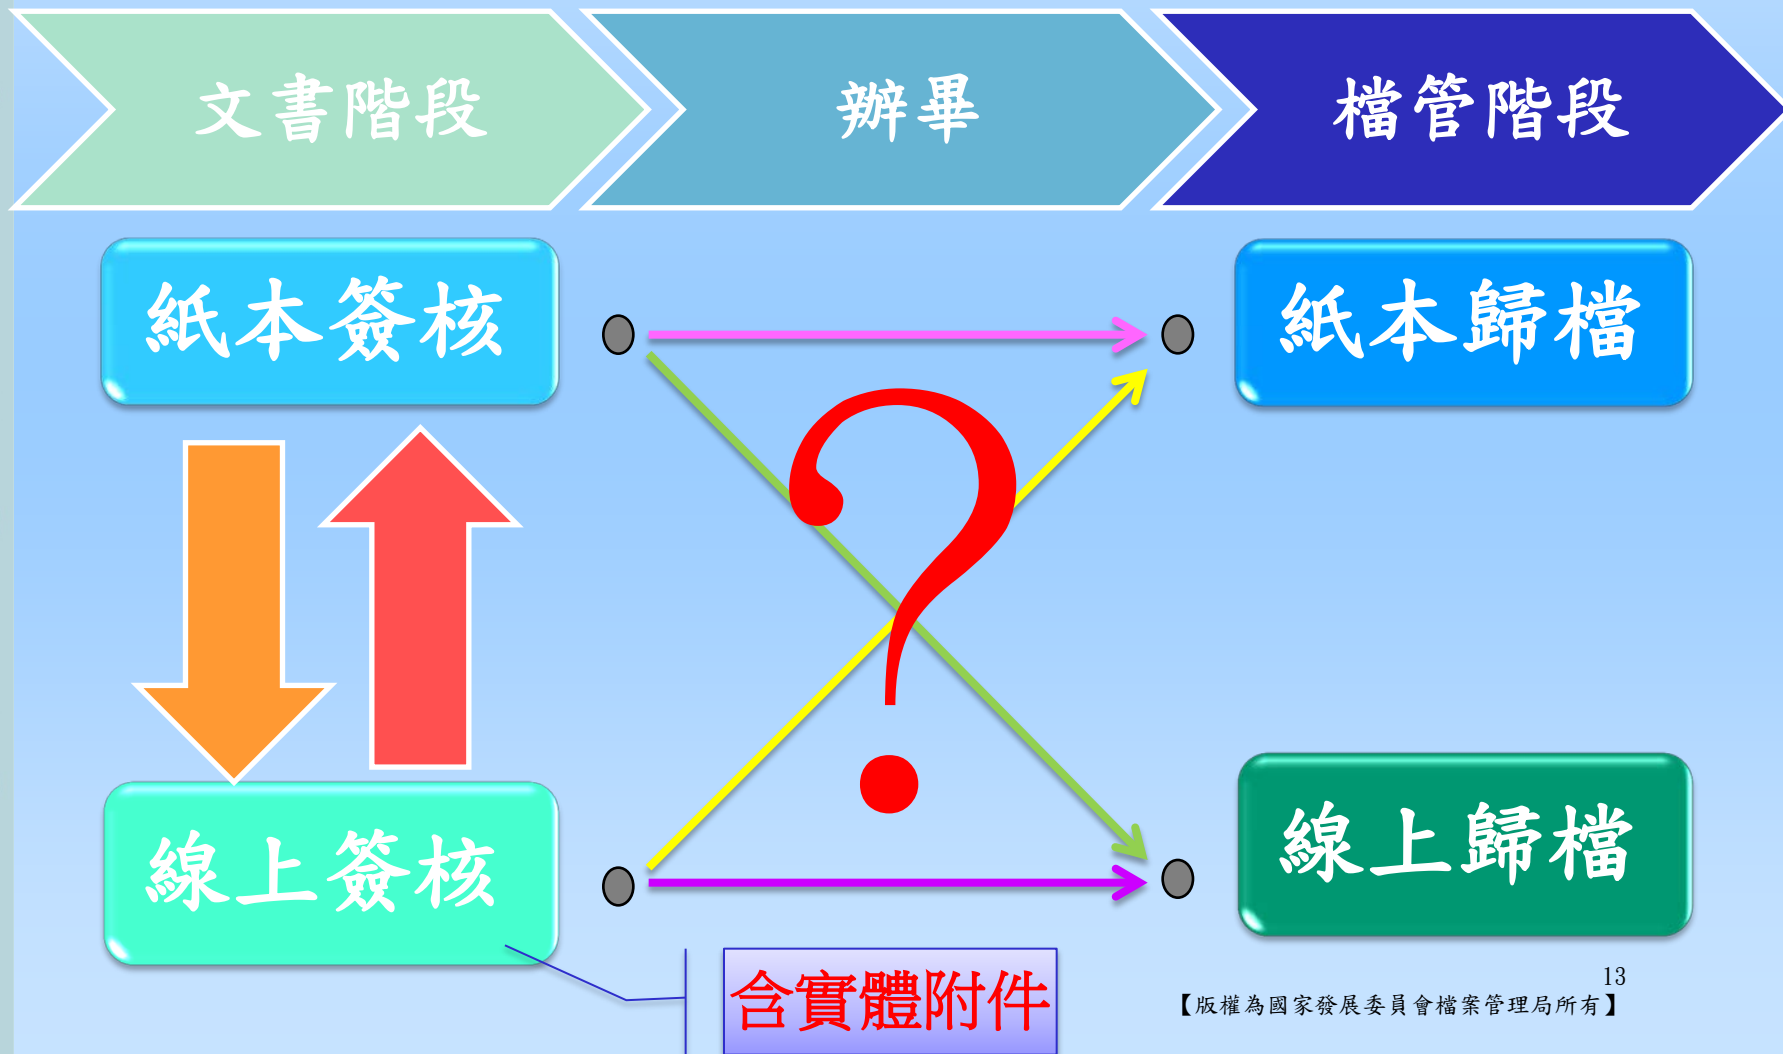 文書階段
辦畢
檔管階段
紙本簽核
紙本歸檔
?
線上簽核
線上歸檔
含實體附件
13
【版權為國家發展委員會檔案管理局所有】